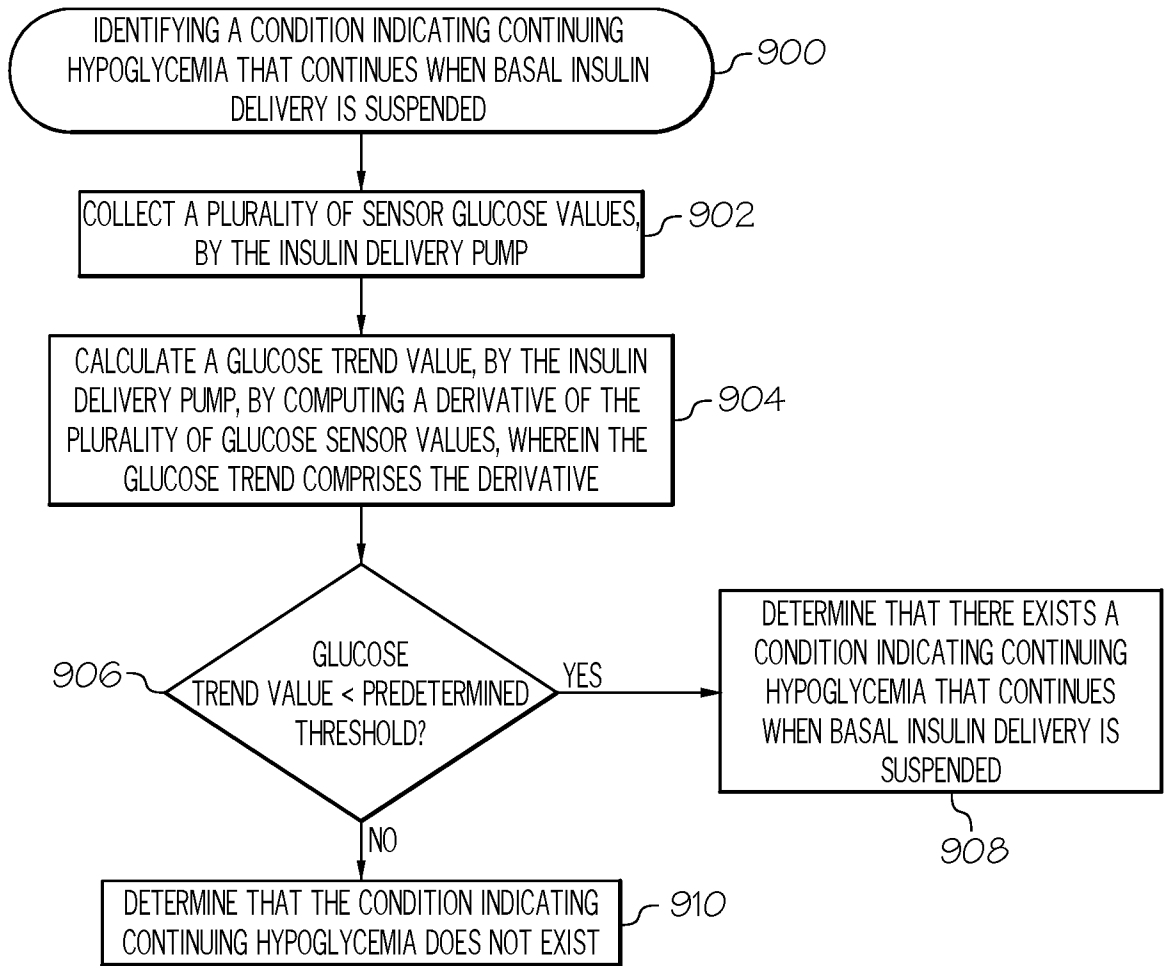 IDENTIFYING A CONDITION INDICATING CONTINUING
HYPOGLYCEMIA THAT CONTINUES WHEN BASAL INSULIN
DELIVERY IS SUSPENDED
900
COLLECT A PLURALITY OF SENSOR GLUCOSE VALUES,
BY THE INSULIN DELIVERY PUMP
902
CALCULATE A GLUCOSE TREND VALUE, BY THE INSULIN
DELIVERY PUMP, BY COMPUTING A DERIVATIVE OF THE
PLURALITY OF GLUCOSE SENSOR VALUES, WHEREIN THE
GLUCOSE TREND COMPRISES THE DERIVATIVE
904
906
GLUCOSE
TREND VALUE < PREDETERMINED
THRESHOLD?
YES
DETERMINE THAT THERE EXISTS A
CONDITION INDICATING CONTINUING
HYPOGLYCEMIA THAT CONTINUES
WHEN BASAL INSULIN DELIVERY IS
SUSPENDED
908
NO
DETERMINE THAT THE CONDITION INDICATING
CONTINUING HYPOGLYCEMIA DOES NOT EXIST
910